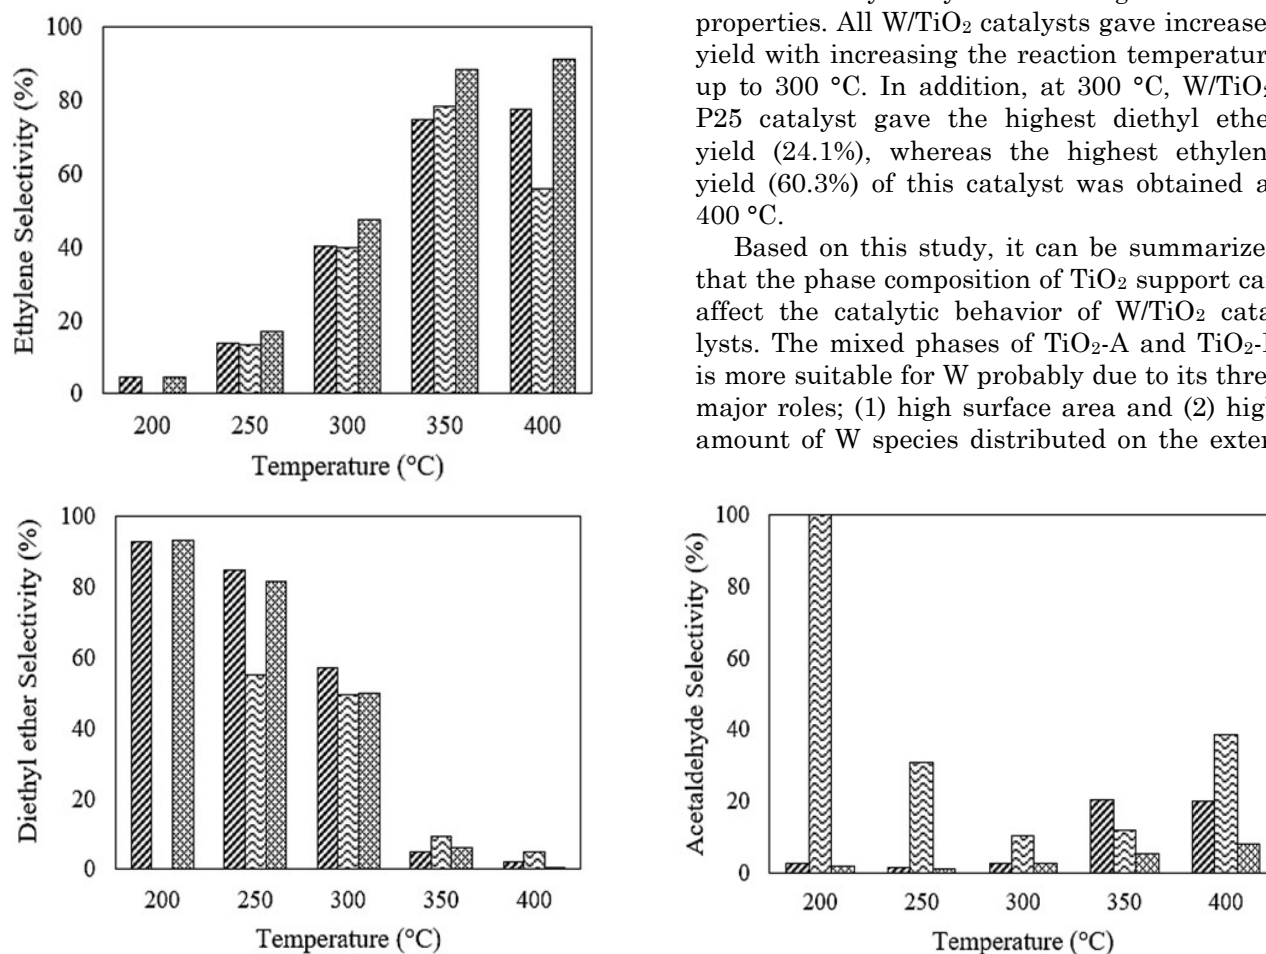 100
80
60
40
20
0
Ethylene Selectivity (%)
200 250 300 350 400
Temperature (°C)
properties. All W/TiO₂ catalysts gave increase
yield with increasing the reaction temperatur
up to 300 °C. In addition, at 300 °C, W/TiO₂
P25 catalyst gave the highest diethyl ethe
yield (24.1%), whereas the highest ethylen
yield (60.3%) of this catalyst was obtained a
400 °C.
Based on this study, it can be summarize
that the phase composition of TiO₂ support ca
affect the catalytic behavior of W/TiO₂ cata
lysts. The mixed phases of TiO₂-A and TiO₂-
is more suitable for W probably due to its thre
major roles; (1) high surface area and (2) hig
amount of W species distributed on the exter
100
80
60
40
20
0
Diethyl ether Selectivity (%)
200 250 300 350 400
Temperature (°C)
100
80
60
40
20
0
Acetaldehyde Selectivity (%)
200 250 300 350 400
Temperature (°C)